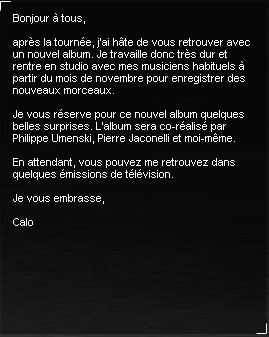 Bonjour à tous,
après la tournée, j'ai hâte de vous retrouver avec
un nouvel album. Je travaille donc très dur et
rentre en studio avec mes musiciens habituels à
partir du mois de novembre pour enregistrer des
nouveaux morceaux.
Je vous réserve pour ce nouvel album quelques
belles surprises. L'album sera co-réalisé par
Philippe Umenski, Pierre Jaconelli et moi-même.
En attendant, vous pouvez me retrouvez dans
quelques émissions de télévision.
Je vous embrasse,
Calo